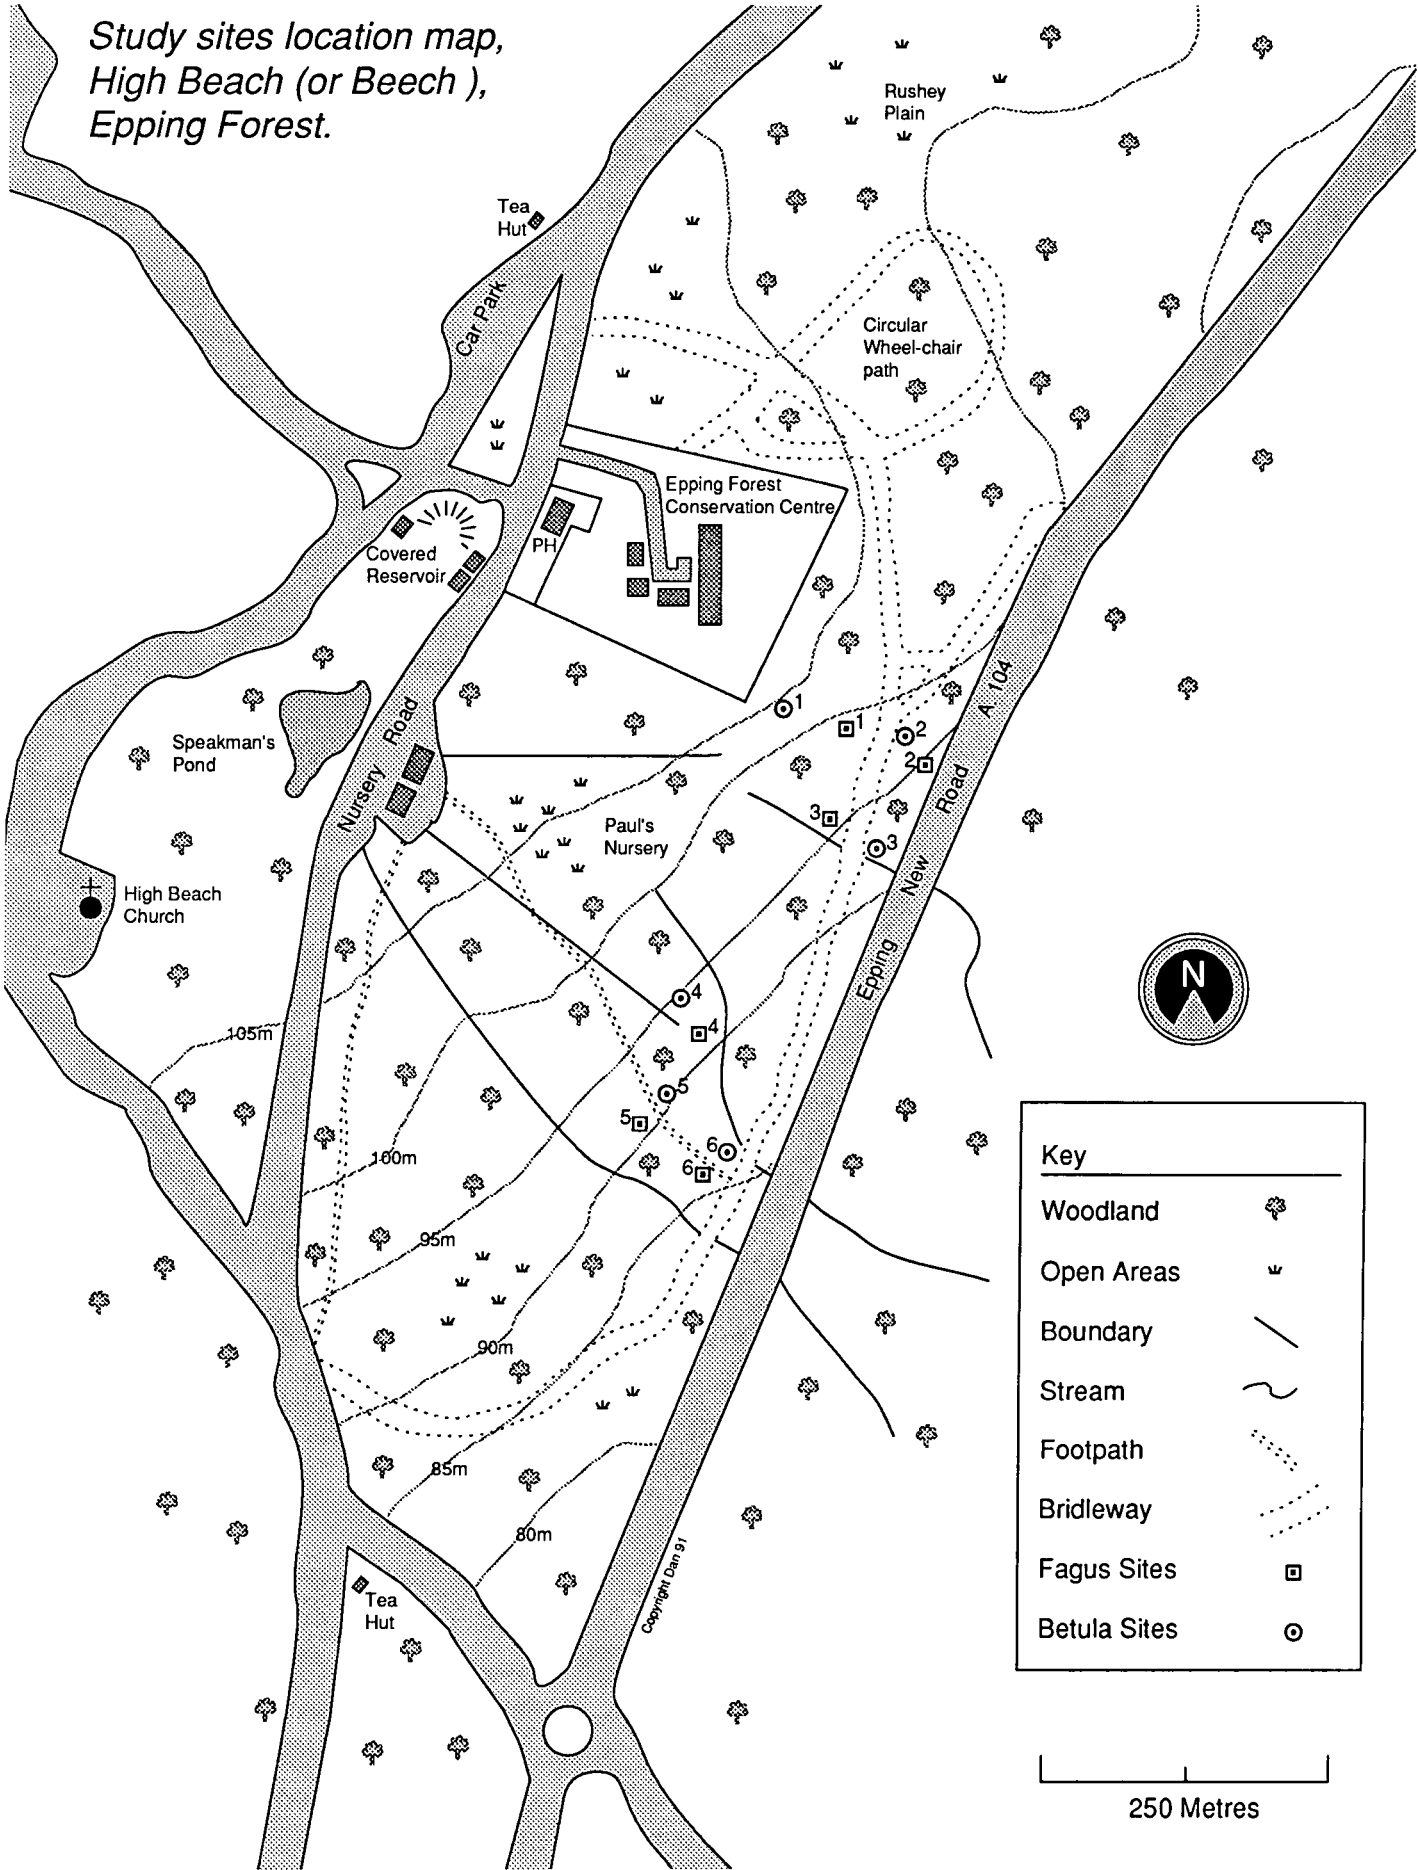 Study sites location map,
High Beach (or Beech ),
Epping Forest.
Rushey
Plain
Tea
Hut
Car Park
Circular
Wheel-chair
path
Epping Forest
Conservation Centre
PH
Covered
Reservoir
Nursery Road
Speakman's
Pond
Paul's
Nursery
High Beach
Church
Epping New Road A 104
1
1
2
2
3
3
4
4
5
5
6
6
105m
100m
95m
90m
85m
80m
N
Tea
Hut
Copyright Dan 91
Key
Woodland
Open Areas
Boundary
Stream
Footpath
Bridleway
Fagus Sites
Betula Sites
250 Metres